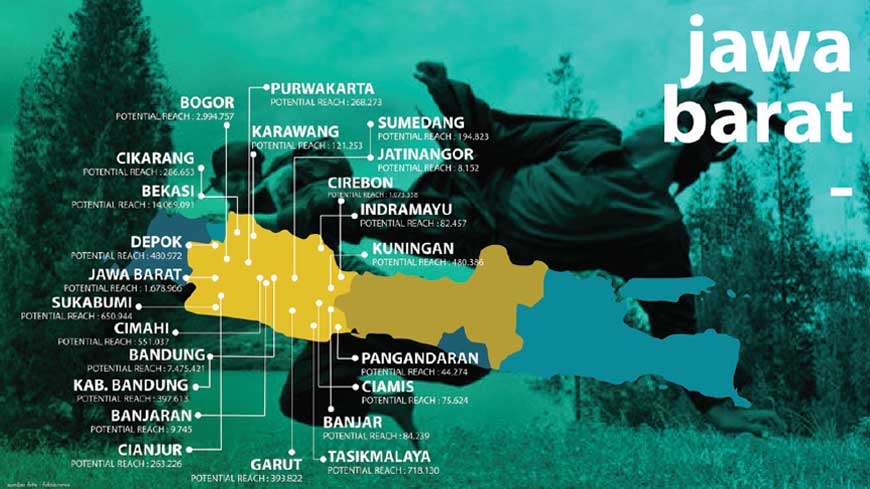 jawa
barat
-
PURWAKARTA
POTENTIAL REACH : 268.273
BOGOR
POTENTIAL REACH : 2.994.757
KARAWANG
POTENTIAL REACH : 121.253
SUMEDANG
POTENTIAL REACH : 194.823
JATINANGOR
POTENTIAL REACH : 8.152
CIKARANG
POTENTIAL REACH : 286.653
CIREBON
POTENTIAL REACH : 1.073.358
BEKASI
POTENTIAL REACH : 14.069.091
INDRAMAYU
POTENTIAL REACH : 82.457
DEPOK
POTENTIAL REACH : 480.972
KUNINGAN
POTENTIAL REACH : 480.386
JAWA BARAT
POTENTIAL REACH : 1.678.966
SUKABUMI
POTENTIAL REACH : 650.944
CIMAHI
POTENTIAL REACH : 551.037
BANDUNG
POTENTIAL REACH : 7.475.421
KAB. BANDUNG
POTENTIAL REACH : 397.613
BANJARAN
POTENTIAL REACH : 9.745
CIANJUR
POTENTIAL REACH : 263.226
PANGANDARAN
POTENTIAL REACH : 44.274
CIAMIS
POTENTIAL REACH : 75.624
BANJAR
POTENTIAL REACH : 84.239
TASIKMALAYA
POTENTIAL REACH : 718.130
GARUT
POTENTIAL REACH : 393.822
sumber foto :